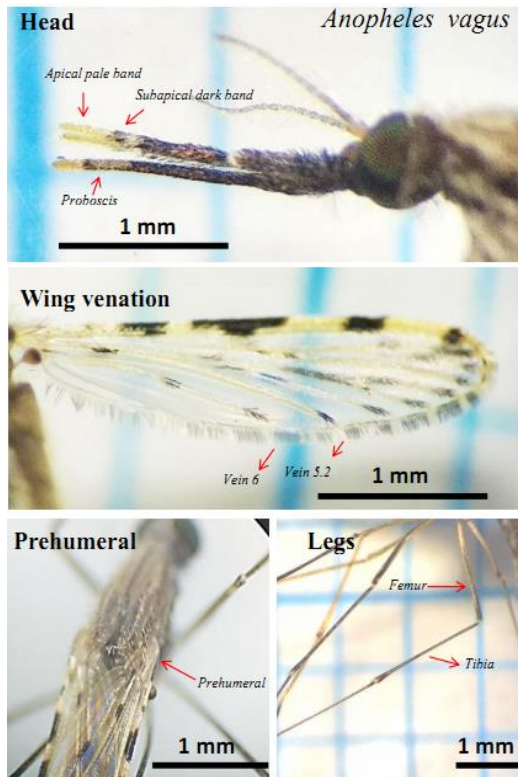 Head
Anopheles vagus
Apical pale band
Subapical dark band
Proboscis
1 mm
Wing venation
Vein 6
Vein 5.2
1 mm
Prehumeral
Prehumeral
1 mm
Legs
Femur
Tibia
1 mm